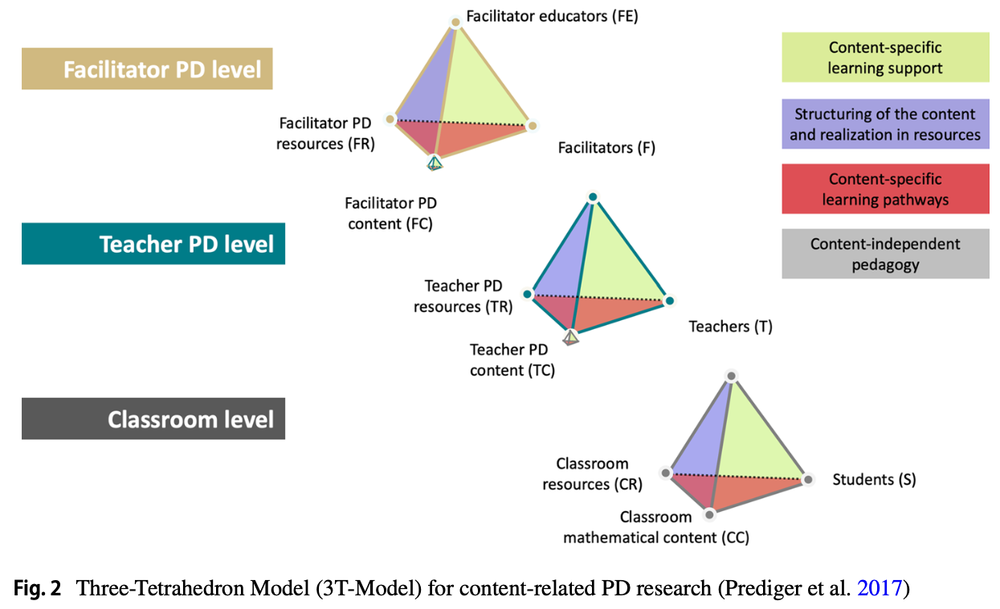 Facilitator educators (FE)
Facilitator PD level
Facilitator PD
resources (FR)
Facilitators (F)
Facilitator PD
content (FC)
Content-specific
learning support
Structuring of the content
and realization in resources
Content-specific
learning pathways
Content-independent
pedagogy
Teacher PD level
Teacher PD
resources (TR)
Teachers (T)
Teacher PD
content (TC)
Classroom level
Classroom
resources (CR)
Students (S)
Classroom
mathematical content (CC)
Fig. 2 Three-Tetrahedron Model (3T-Model) for content-related PD research (Prediger et al. 2017)